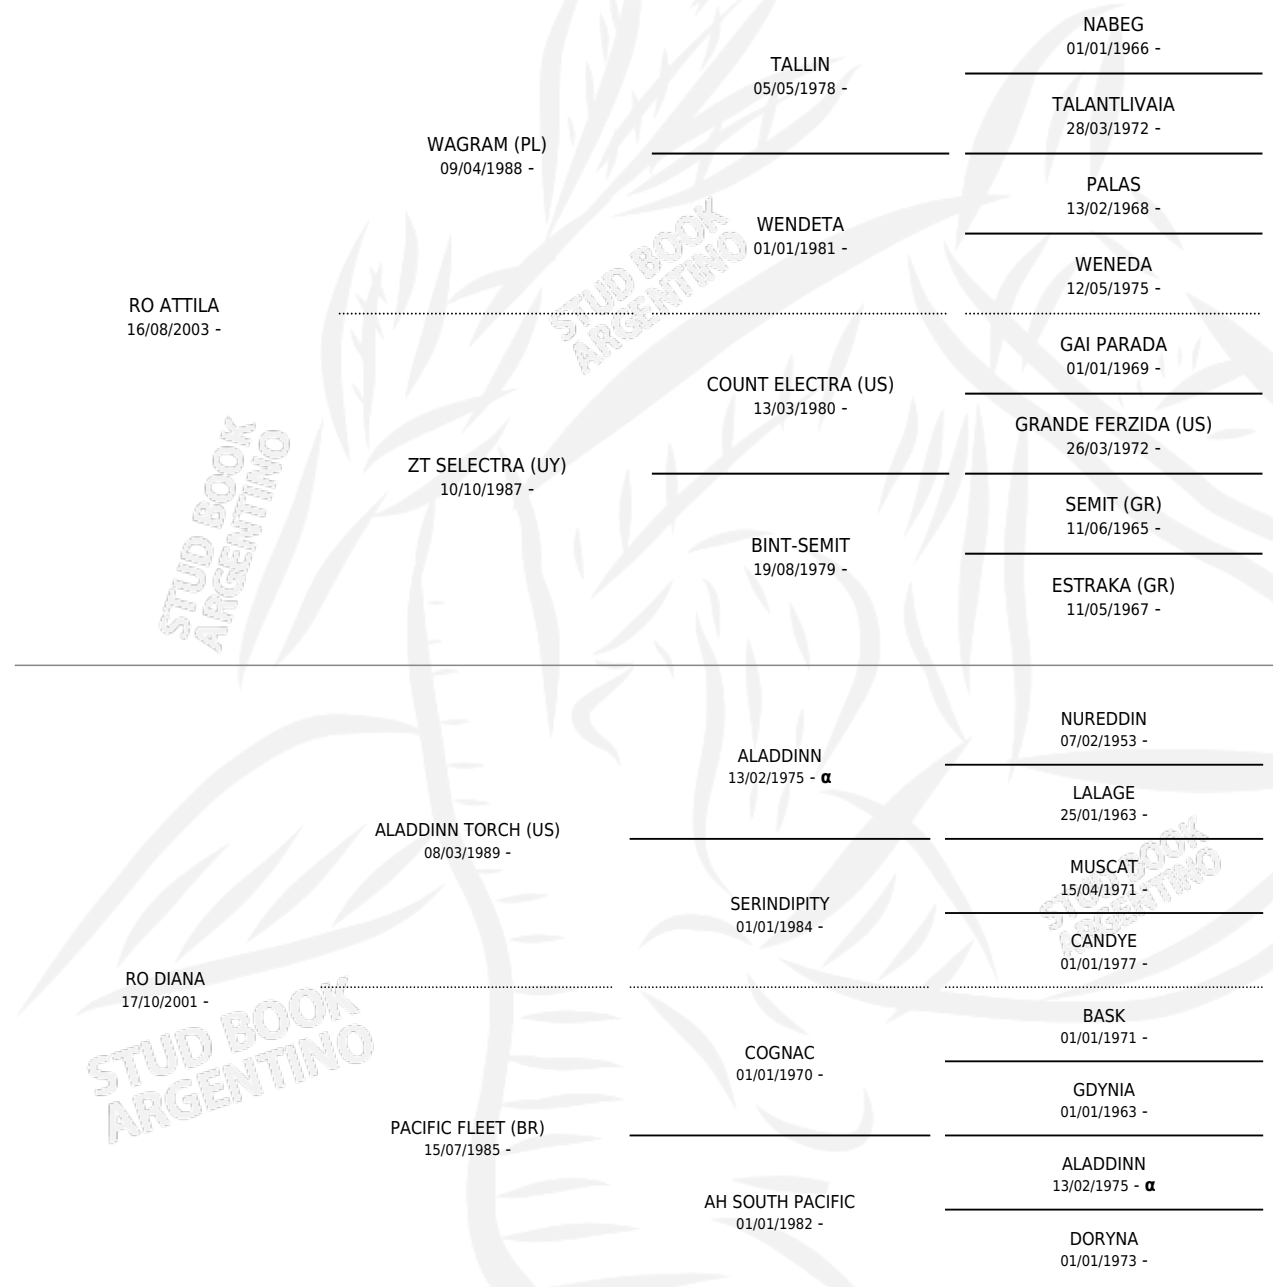 NABEG
01/01/1966 -
TALLIN
05/05/1978 -
TALANTLIVAIA
28/03/1972 -
WAGRAM (PL)
09/04/1988 -
PALAS
13/02/1968 -
WENDETA
01/01/1981 -
WENEDA
12/05/1975 -
RO ATTILA
16/08/2003 -
GAI PARADA
01/01/1969 -
COUNT ELECTRA (US)
13/03/1980 -
GRANDE FERZIDA (US)
26/03/1972 -
ZT SELECTRA (UY)
10/10/1987 -
SEMIT (GR)
11/06/1965 -
BINT-SEMIT
19/08/1979 -
ESTRAKA (GR)
11/05/1967 -
STUD BOOK
ARGENTINO
STUD BOOK
ARGENTINO
NUREDDIN
07/02/1953 -
ALADDINN
13/02/1975 - α
LALAGE
25/01/1963 -
ALADDINN TORCH (US)
08/03/1989 -
MUSCAT
15/04/1971 -
SERINDIPITY
01/01/1984 -
CANDYE
01/01/1977 -
RO DIANA
17/10/2001 -
BASK
01/01/1971 -
COGNAC
01/01/1970 -
GDYNIA
01/01/1963 -
PACIFIC FLEET (BR)
15/07/1985 -
ALADDINN
13/02/1975 - α
AH SOUTH PACIFIC
01/01/1982 -
DORYNA
01/01/1973 -
STUD BOOK
ARGENTINO
STUD BOOK
ARGENTINO